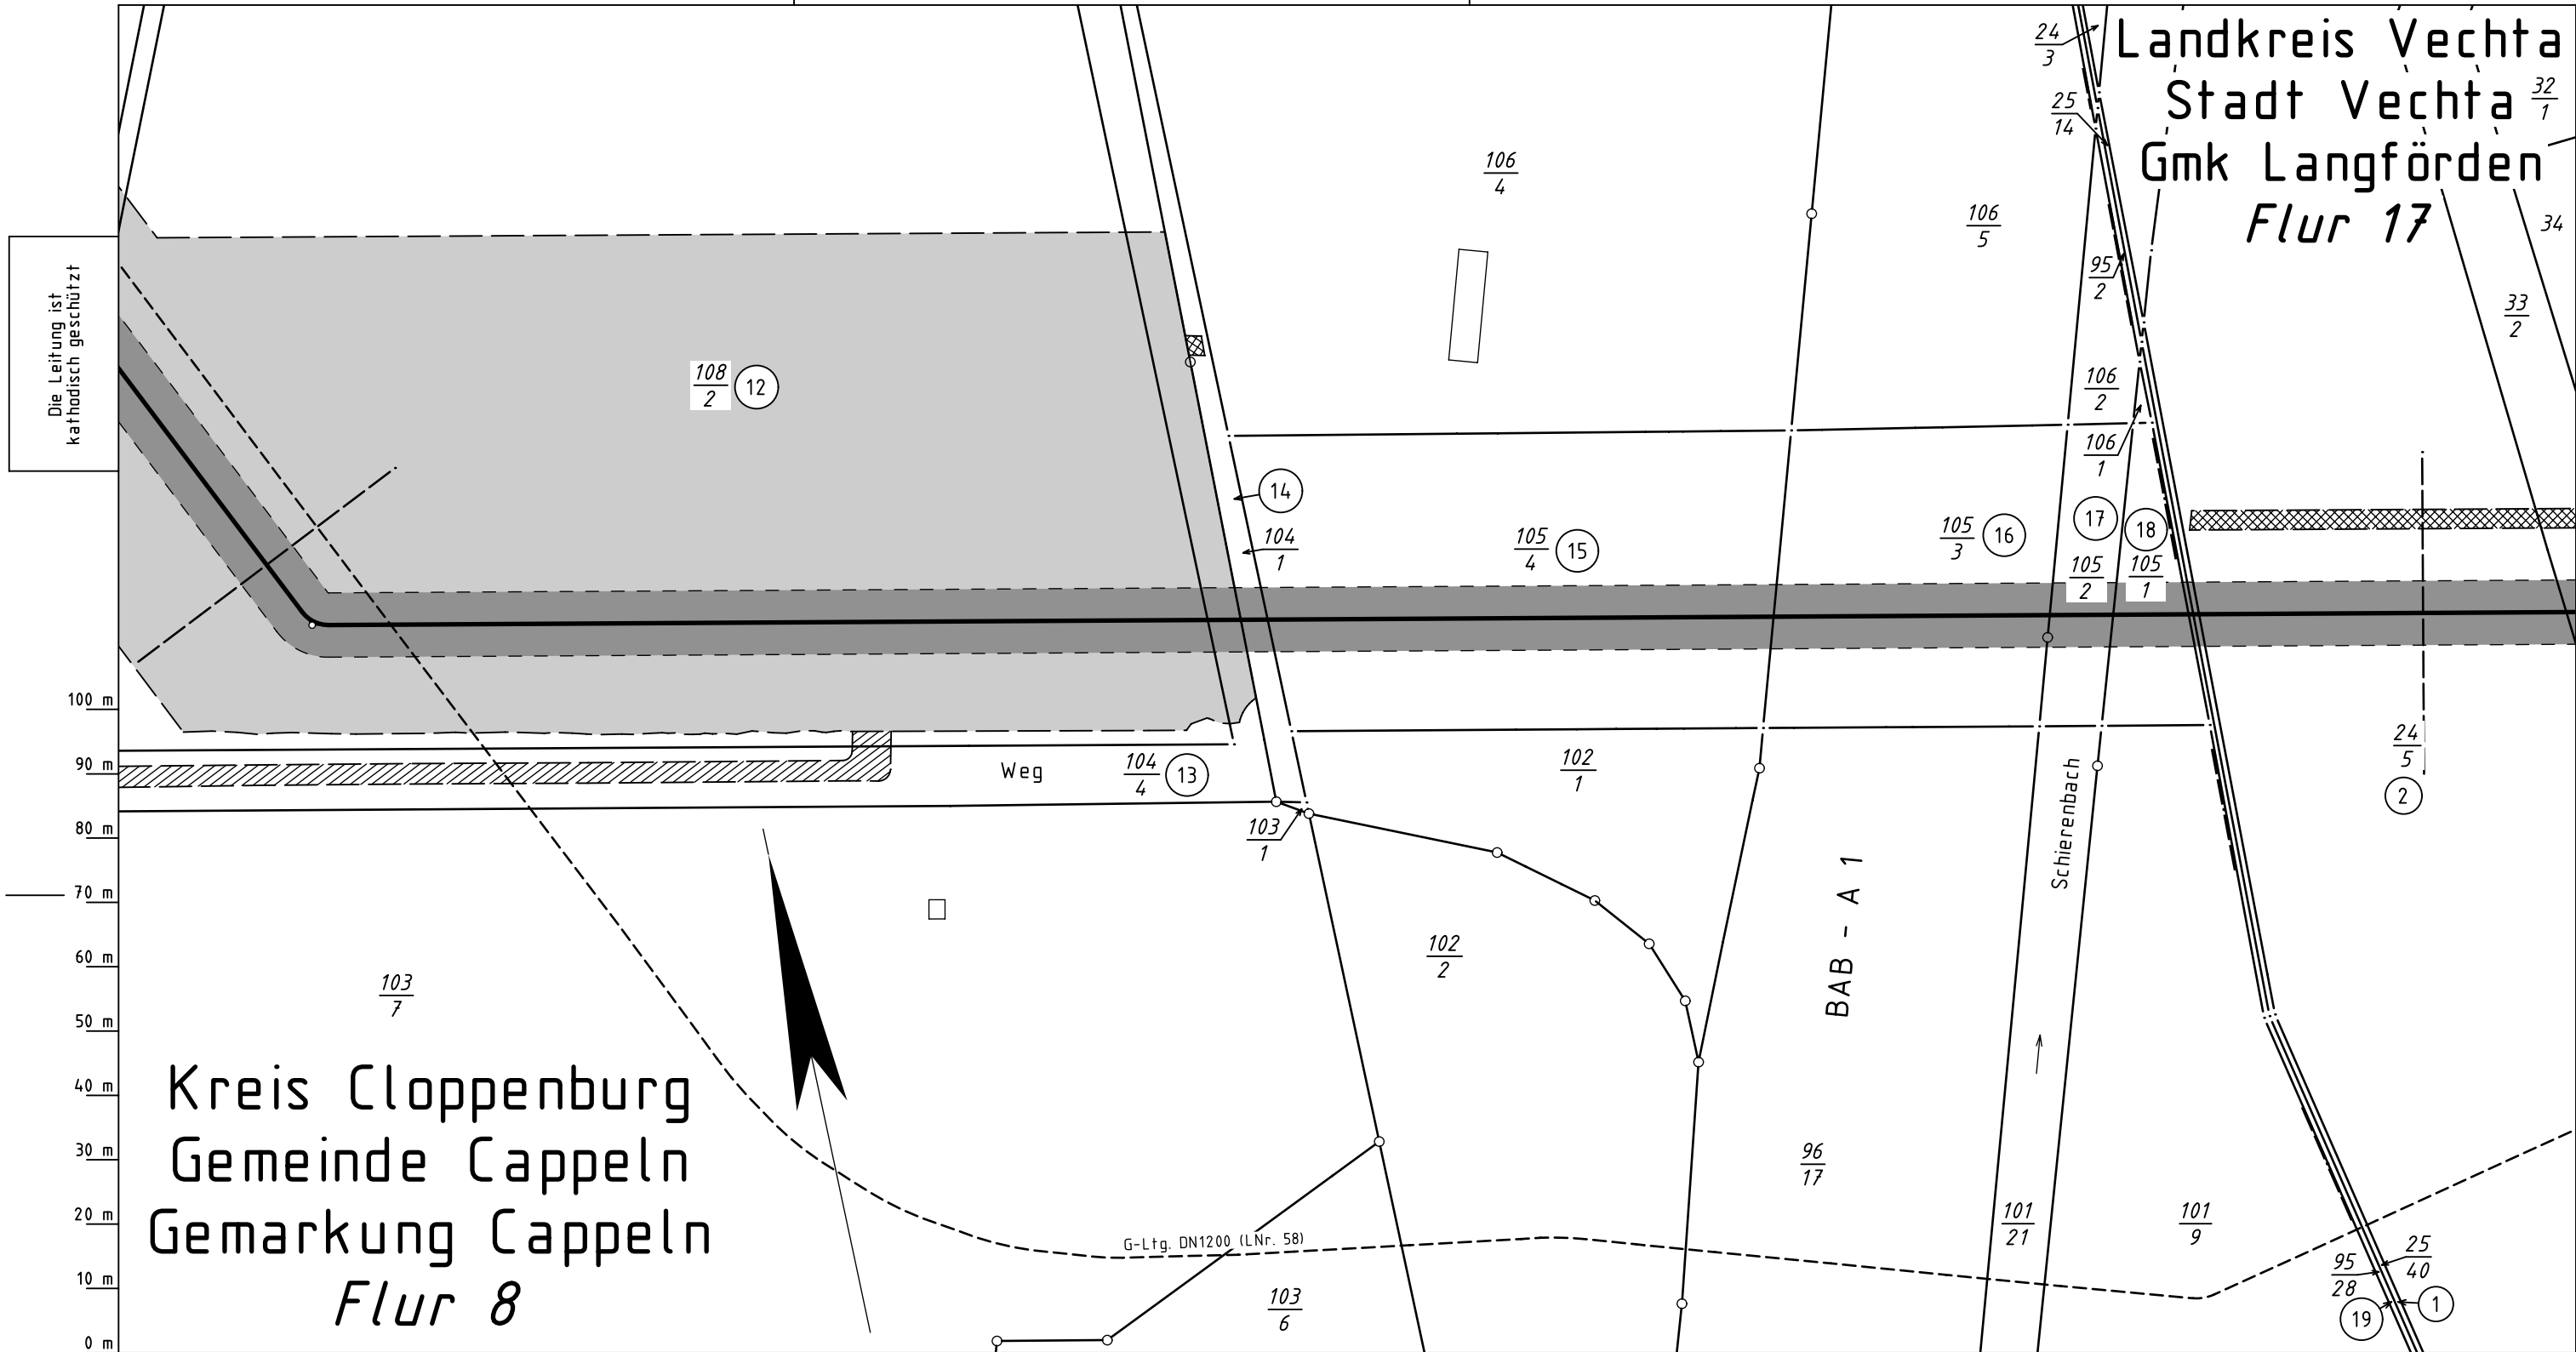 Landkreis Vechta
Stadt Vechta
Gmk Langförden
Flur 17
24
3
25
14
32
1
34
33
2
106
4
106
5
95
2
Die Leitung ist
kathodisch geschützt
108
2
12
106
2
106
1
14
104
1
105
4
15
105
3
16
17
18
105
2
105
1
100 m
90 m
80 m
70 m
60 m
50 m
40 m
30 m
20 m
10 m
0 m
Weg
104
4
13
103
1
102
1
24
5
2
Schierenbach
BAB - A 1
103
7
102
2
Kreis Cloppenburg
Gemeinde Cappeln
Gemarkung Cappeln
Flur 8
96
17
101
21
101
9
G-Ltg. DN1200 (LNr. 58)
103
6
95
28
25
40
19
1